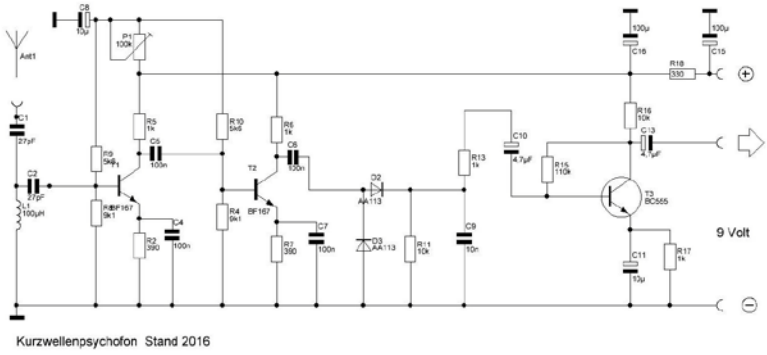 C8
10µ
P1
100k
100µ
C16
100µ
C15
Ant1
R18
330
C1
27pF
R5
1k
R10
5k6
R6
1k
R16
10k
C5
100n
C6
100n
C10
4,7µF
C13
4,7µF
R13
1k
R9
5k6
T1
R15
110k
C2
27pF
T2
D2
AA113
T3
BC555
L1
100µH
BF167
9k1
BF167
R4
9k1
9 Volt
R2
390
C4
100n
R7
390
C7
100n
D3
AA113
R11
10k
C9
10n
C11
10µ
R17
1k
Kurzwellenpsychofon Stand 2016